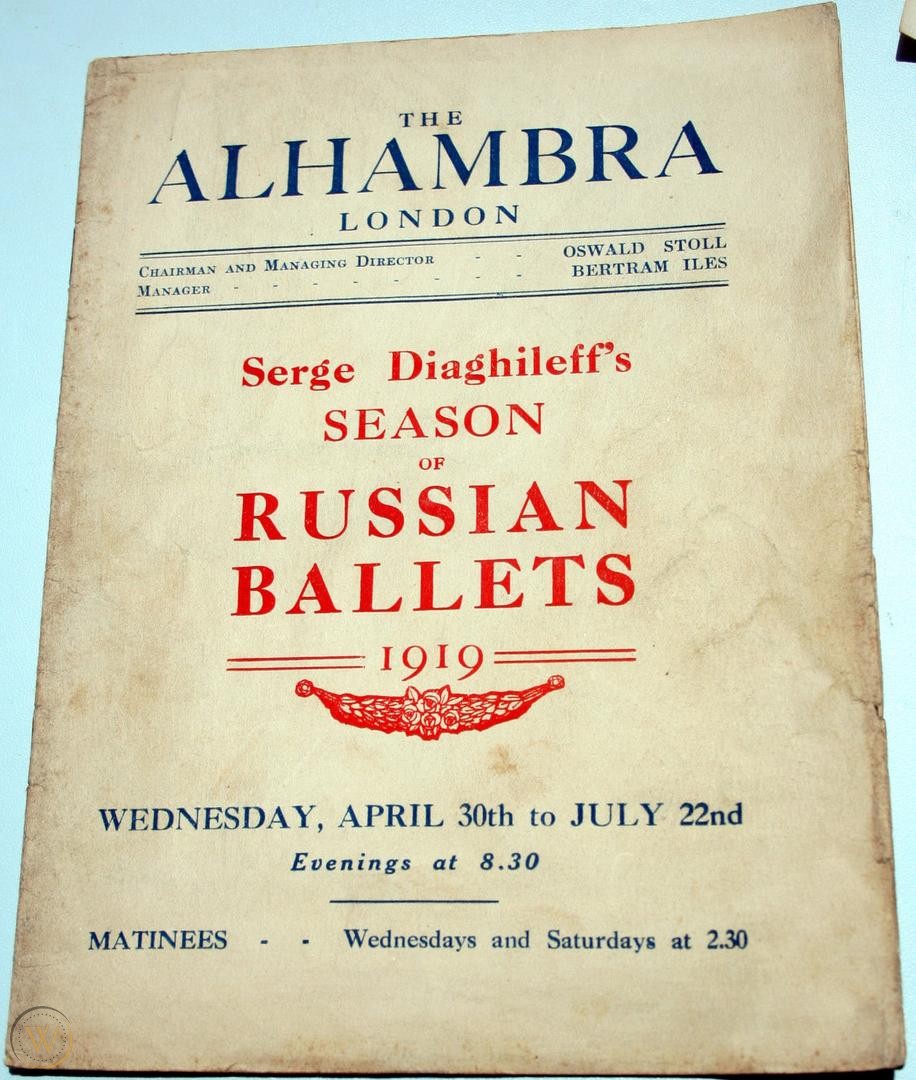 THE
ALHAMBRA
LONDON
CHAIRMAN AND MANAGING DIRECTOR - - OSWALD STOLL
MANAGER - - - - - - - - BERTRAM ILES
Serge Diaghileff's
SEASON
OF
RUSSIAN
BALLETS
1919
WEDNESDAY, APRIL 30th to JULY 22nd
Evenings at 8.30
MATINEES - - Wednesdays and Saturdays at 2.30
W